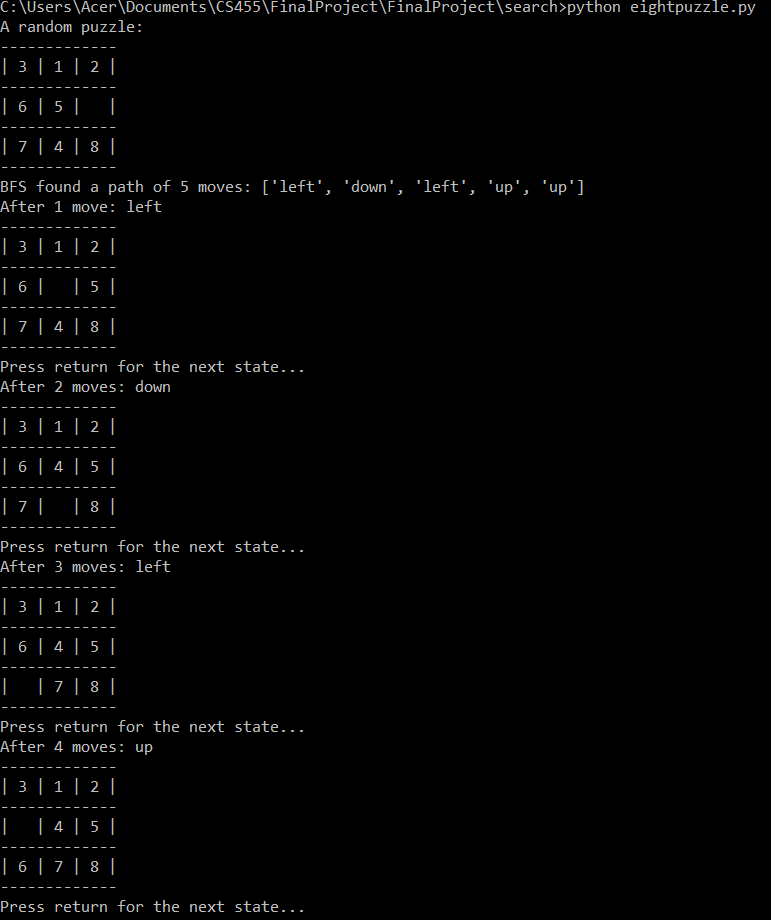 C:\Users\Acer\Documents\CS455\FinalProject\FinalProject\search>python eightpuzzle.py
A random puzzle:
-------------
| 3 | 1 | 2 |
-------------
| 6 | 5 |   |
-------------
| 7 | 4 | 8 |
-------------
BFS found a path of 5 moves: ['left', 'down', 'left', 'up', 'up']
After 1 move: left
-------------
| 3 | 1 | 2 |
-------------
| 6 |   | 5 |
-------------
| 7 | 4 | 8 |
-------------
Press return for the next state...
After 2 moves: down
-------------
| 3 | 1 | 2 |
-------------
| 6 | 4 | 5 |
-------------
| 7 |   | 8 |
-------------
Press return for the next state...
After 3 moves: left
-------------
| 3 | 1 | 2 |
-------------
| 6 | 4 | 5 |
-------------
|   | 7 | 8 |
-------------
Press return for the next state...
After 4 moves: up
-------------
| 3 | 1 | 2 |
-------------
|   | 4 | 5 |
-------------
| 6 | 7 | 8 |
-------------
Press return for the next state...